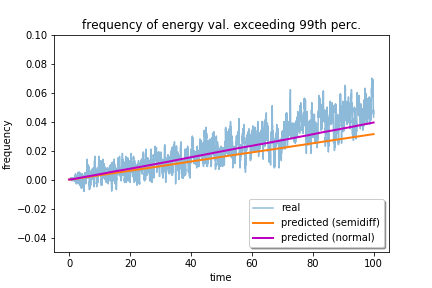 frequency of energy val. exceeding 99th perc.
0.10
0.08
0.06
0.04
0.02
0.00
−0.02
−0.04
frequency
0 20 40 60 80 100
time
real
predicted (semidiff)
predicted (normal)